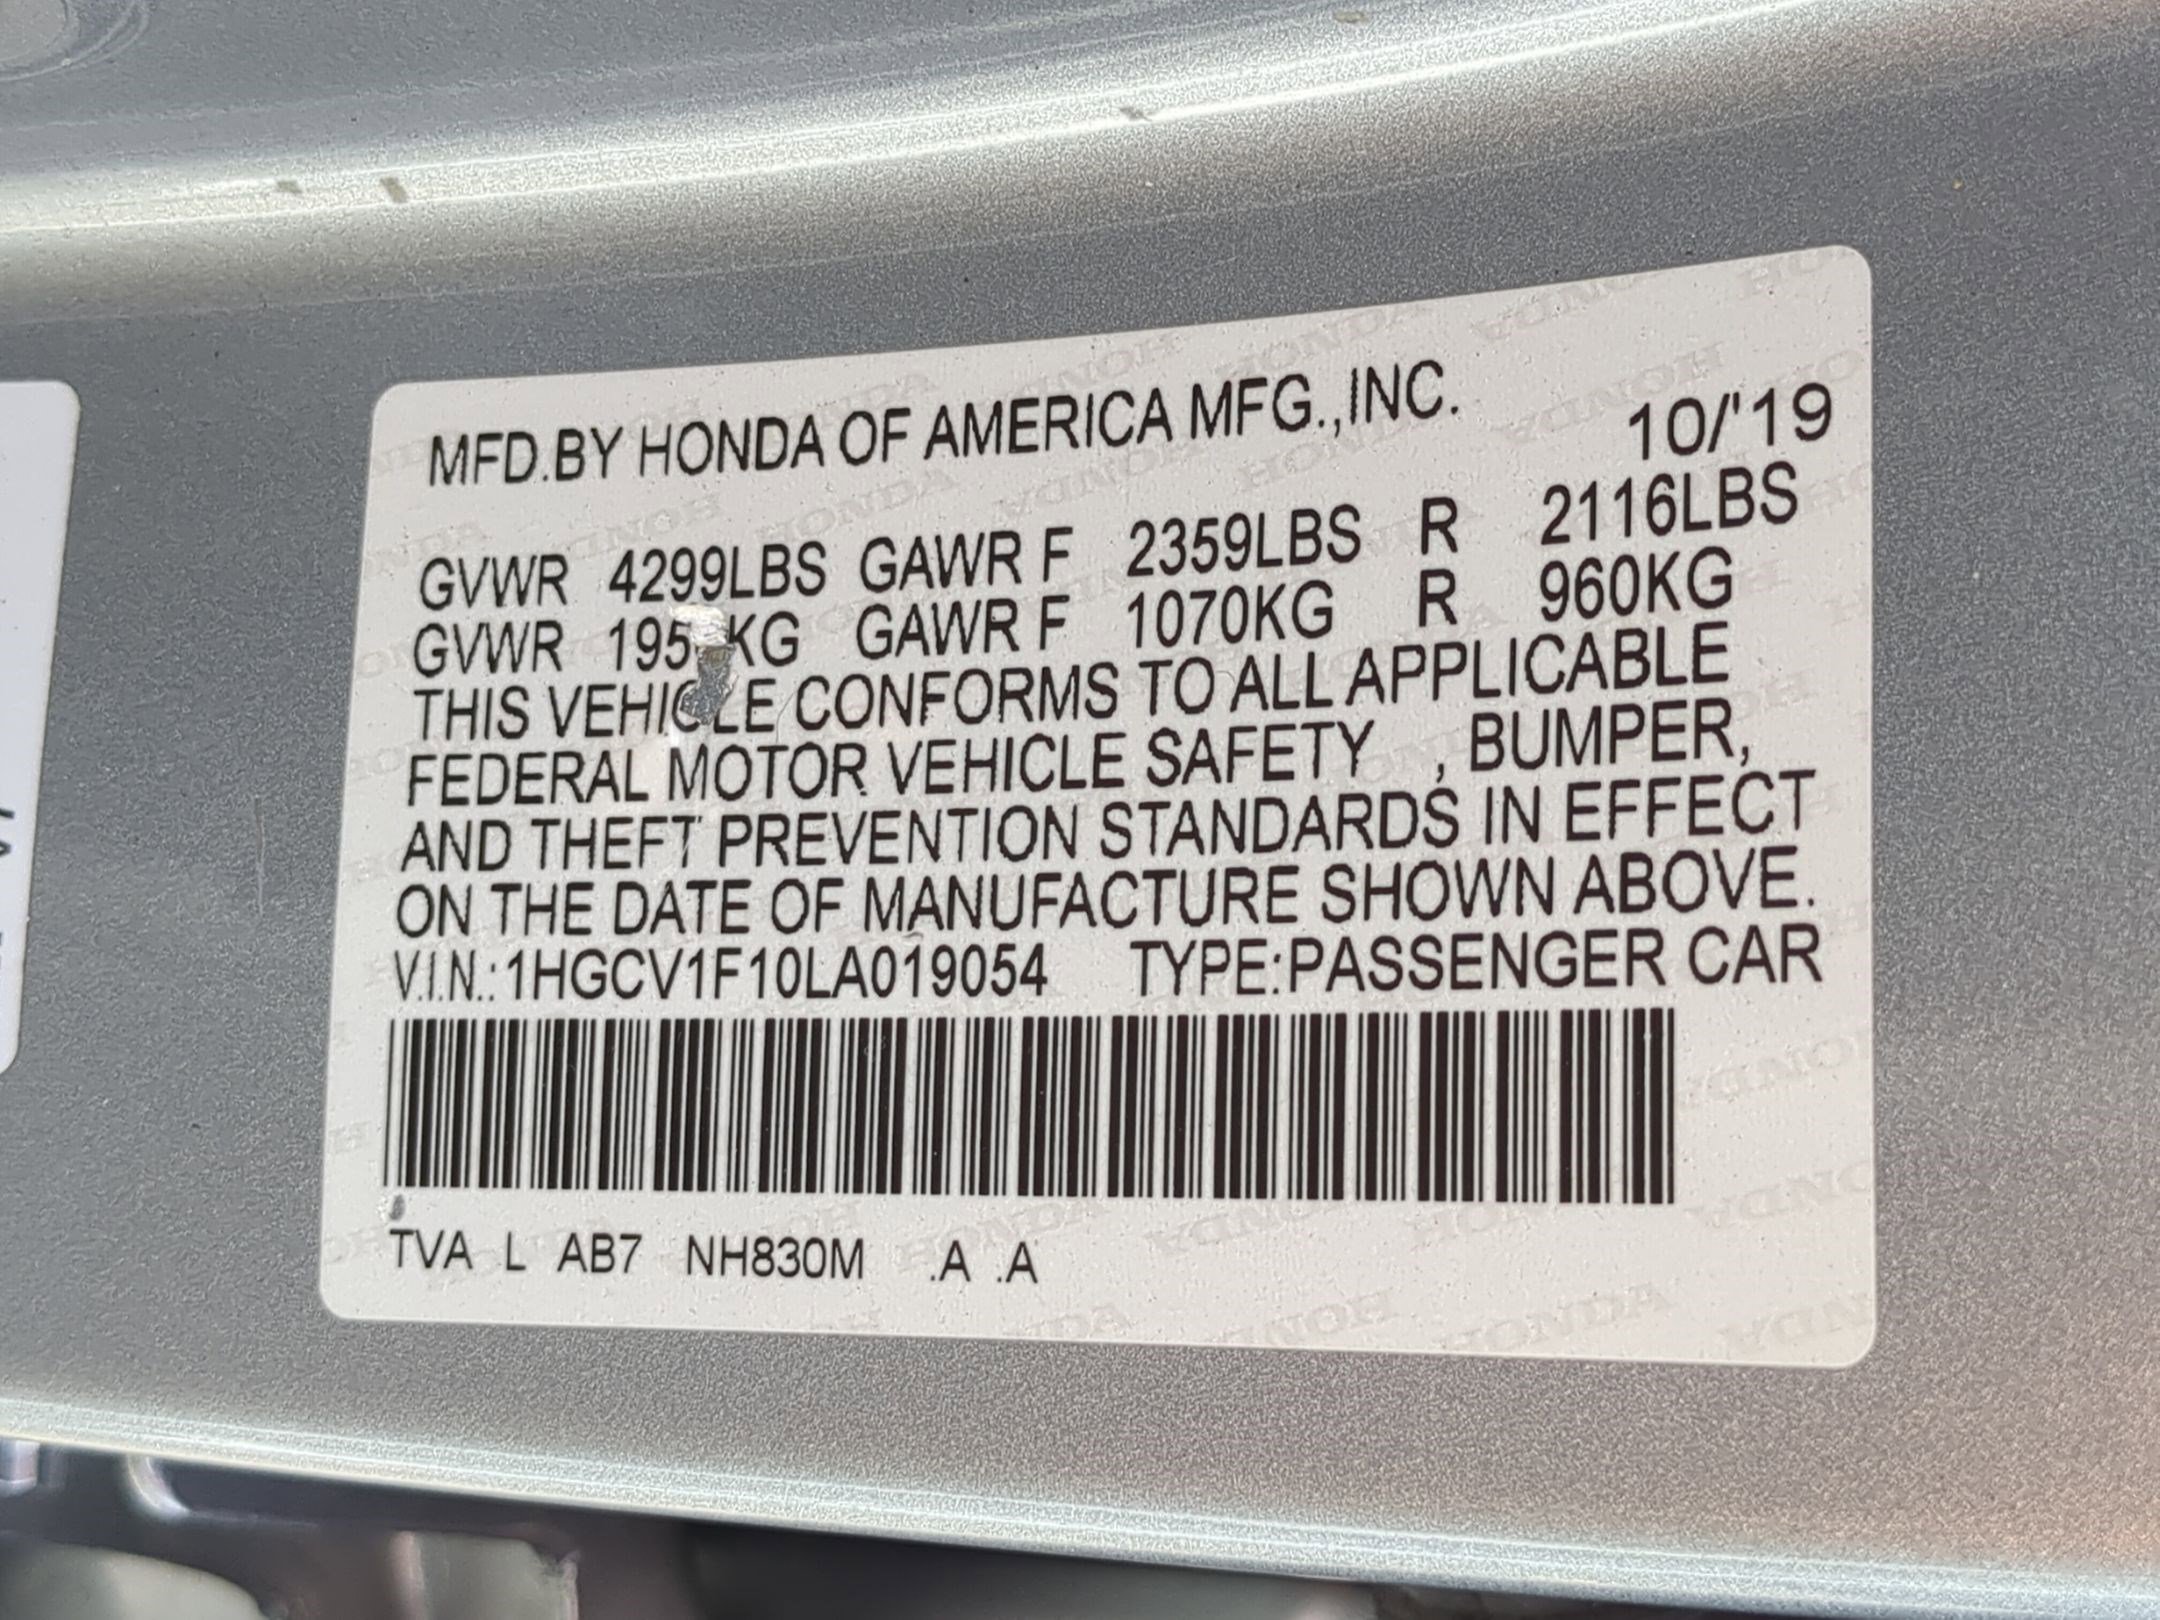 MFD.BY HONDA OF AMERICA MFG.,INC. 10/'19
GVWR 4299LBS GAWR F 2359LBS R 2116LBS
GVWR GAWR F 1070KG R 960KG
THIS VEHICLE CONFORMS TO ALL APPLICABLE
FEDERAL MOTOR VEHICLE SAFETY , BUMPER,
AND THEFT PREVENTION STANDARDS IN EFFECT
ON THE DATE OF MANUFACTURE SHOWN ABOVE.
V.I.N.: 1HGCV1F10LA019054 TYPE:PASSENGER CAR
TVA L AB7 NH830M .A .A